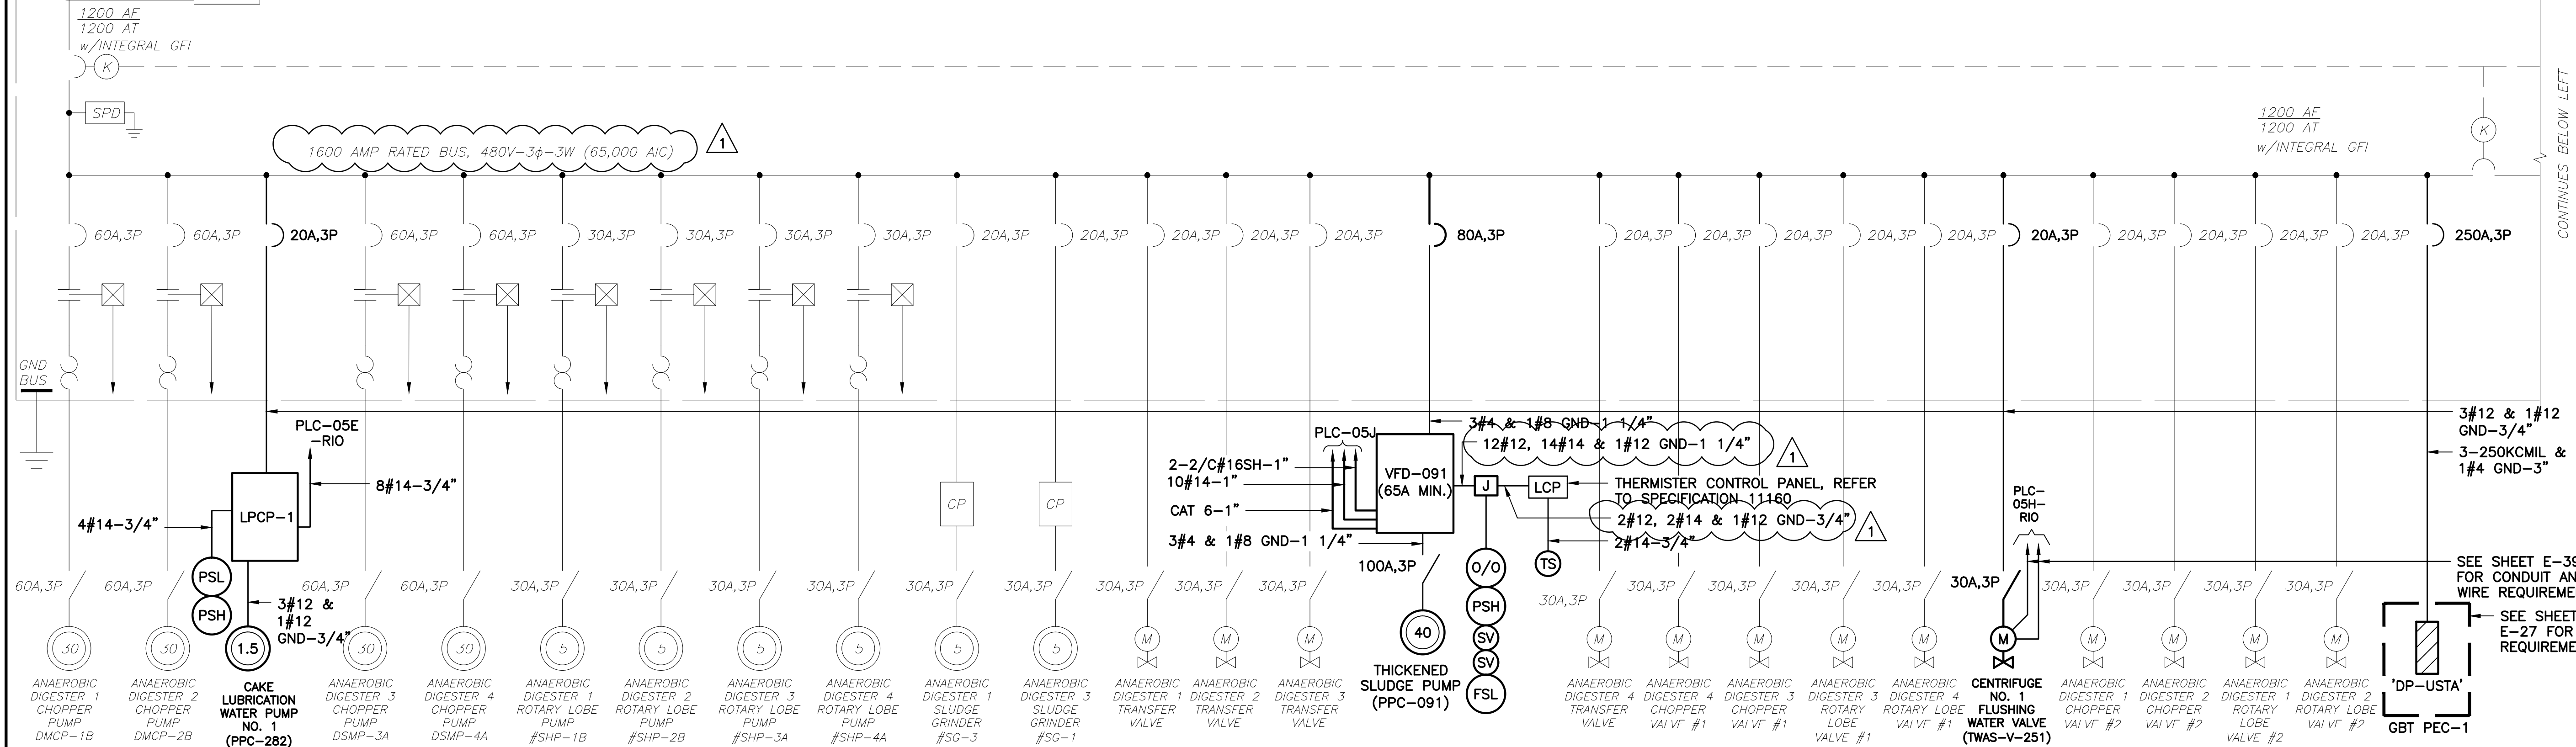 1200 AF
1200 AT
w/INTEGRAL GFI
K
SPD
1600 AMP RATED BUS, 480V-3ϕ-3W (65,000 AIC)
1
1200 AF
1200 AT
w/INTEGRAL GFI
K
CONTINUES BELOW LEFT
60A,3P
60A,3P
20A,3P
60A,3P
60A,3P
30A,3P
30A,3P
30A,3P
30A,3P
20A,3P
20A,3P
20A,3P
20A,3P
20A,3P
80A,3P
20A,3P
20A,3P
20A,3P
20A,3P
20A,3P
20A,3P
20A,3P
20A,3P
20A,3P
20A,3P
250A,3P
GND
BUS
PLC-05E
-RIO
8#14-3/4"
LPCP-1
4#14-3/4"
PSL
PSH
3#12 &
1#12
GND-3/4"
CP
CP
PLC-05J
2-2/C#16SH-1"
10#14-1"
CAT 6-1"
3#4 & 1#8 GND-1 1/4"
VFD-091
(65A MIN.)
3#4 & 1#8 GND-1 1/4"
12#12, 14#14 & 1#12 GND-1 1/4"
1
J
LCP
THERMISTER CONTROL PANEL, REFER
TO SPECIFICATION 11160
2#12, 2#14 & 1#12 GND-3/4"
1
2#14-3/4"
TS
O/O
PSH
SV
SV
FSL
PLC-
05H-
RIO
3#12 & 1#12
GND-3/4"
3-250KCMIL &
1#4 GND-3"
SEE SHEET E-39
FOR CONDUIT AN
WIRE REQUIREME
SEE SHEET
E-27 FOR
REQUIREME
60A,3P
60A,3P
60A,3P
60A,3P
30A,3P
30A,3P
30A,3P
30A,3P
30A,3P
30A,3P
30A,3P
30A,3P
30A,3P
100A,3P
30A,3P
30A,3P
30A,3P
30A,3P
30A,3P
30A,3P
30A,3P
30A,3P
30A,3P
30A,3P
30
30
1.5
30
30
5
5
5
5
5
5
M
M
M
40
M
M
M
M
M
M
M
M
M
M
ANAEROBIC
DIGESTER 1
CHOPPER
PUMP
DMCP-1B
ANAEROBIC
DIGESTER 2
CHOPPER
PUMP
DMCP-2B
CAKE
LUBRICATION
WATER PUMP
NO. 1
(PPC-282)
ANAEROBIC
DIGESTER 3
CHOPPER
PUMP
DSMP-3A
ANAEROBIC
DIGESTER 4
CHOPPER
PUMP
DSMP-4A
ANAEROBIC
DIGESTER 1
ROTARY LOBE
PUMP
#SHP-1B
ANAEROBIC
DIGESTER 2
ROTARY LOBE
PUMP
#SHP-2B
ANAEROBIC
DIGESTER 3
ROTARY LOBE
PUMP
#SHP-3A
ANAEROBIC
DIGESTER 4
ROTARY LOBE
PUMP
#SHP-4A
ANAEROBIC
DIGESTER 1
SLUDGE
GRINDER
#SG-3
ANAEROBIC
DIGESTER 3
SLUDGE
GRINDER
#SG-1
ANAEROBIC
DIGESTER 1
TRANSFER
VALVE
ANAEROBIC
DIGESTER 2
TRANSFER
VALVE
ANAEROBIC
DIGESTER 3
TRANSFER
VALVE
THICKENED
SLUDGE PUMP
(PPC-091)
ANAEROBIC
DIGESTER 4
TRANSFER
VALVE
ANAEROBIC
DIGESTER 4
CHOPPER
VALVE #1
ANAEROBIC
DIGESTER 3
CHOPPER
VALVE #1
ANAEROBIC
DIGESTER 3
ROTARY
LOBE
VALVE #1
ANAEROBIC
DIGESTER 4
ROTARY LOBE
VALVE #1
CENTRIFUGE
NO. 1
FLUSHING
WATER VALVE
(TWAS-V-251)
ANAEROBIC
DIGESTER 1
CHOPPER
VALVE #2
ANAEROBIC
DIGESTER 2
CHOPPER
VALVE #2
ANAEROBIC
DIGESTER 1
ROTARY
LOBE
VALVE #2
ANAEROBIC
DIGESTER 2
ROTARY LOBE
VALVE #2
'DP-USTA'
GBT PEC-1